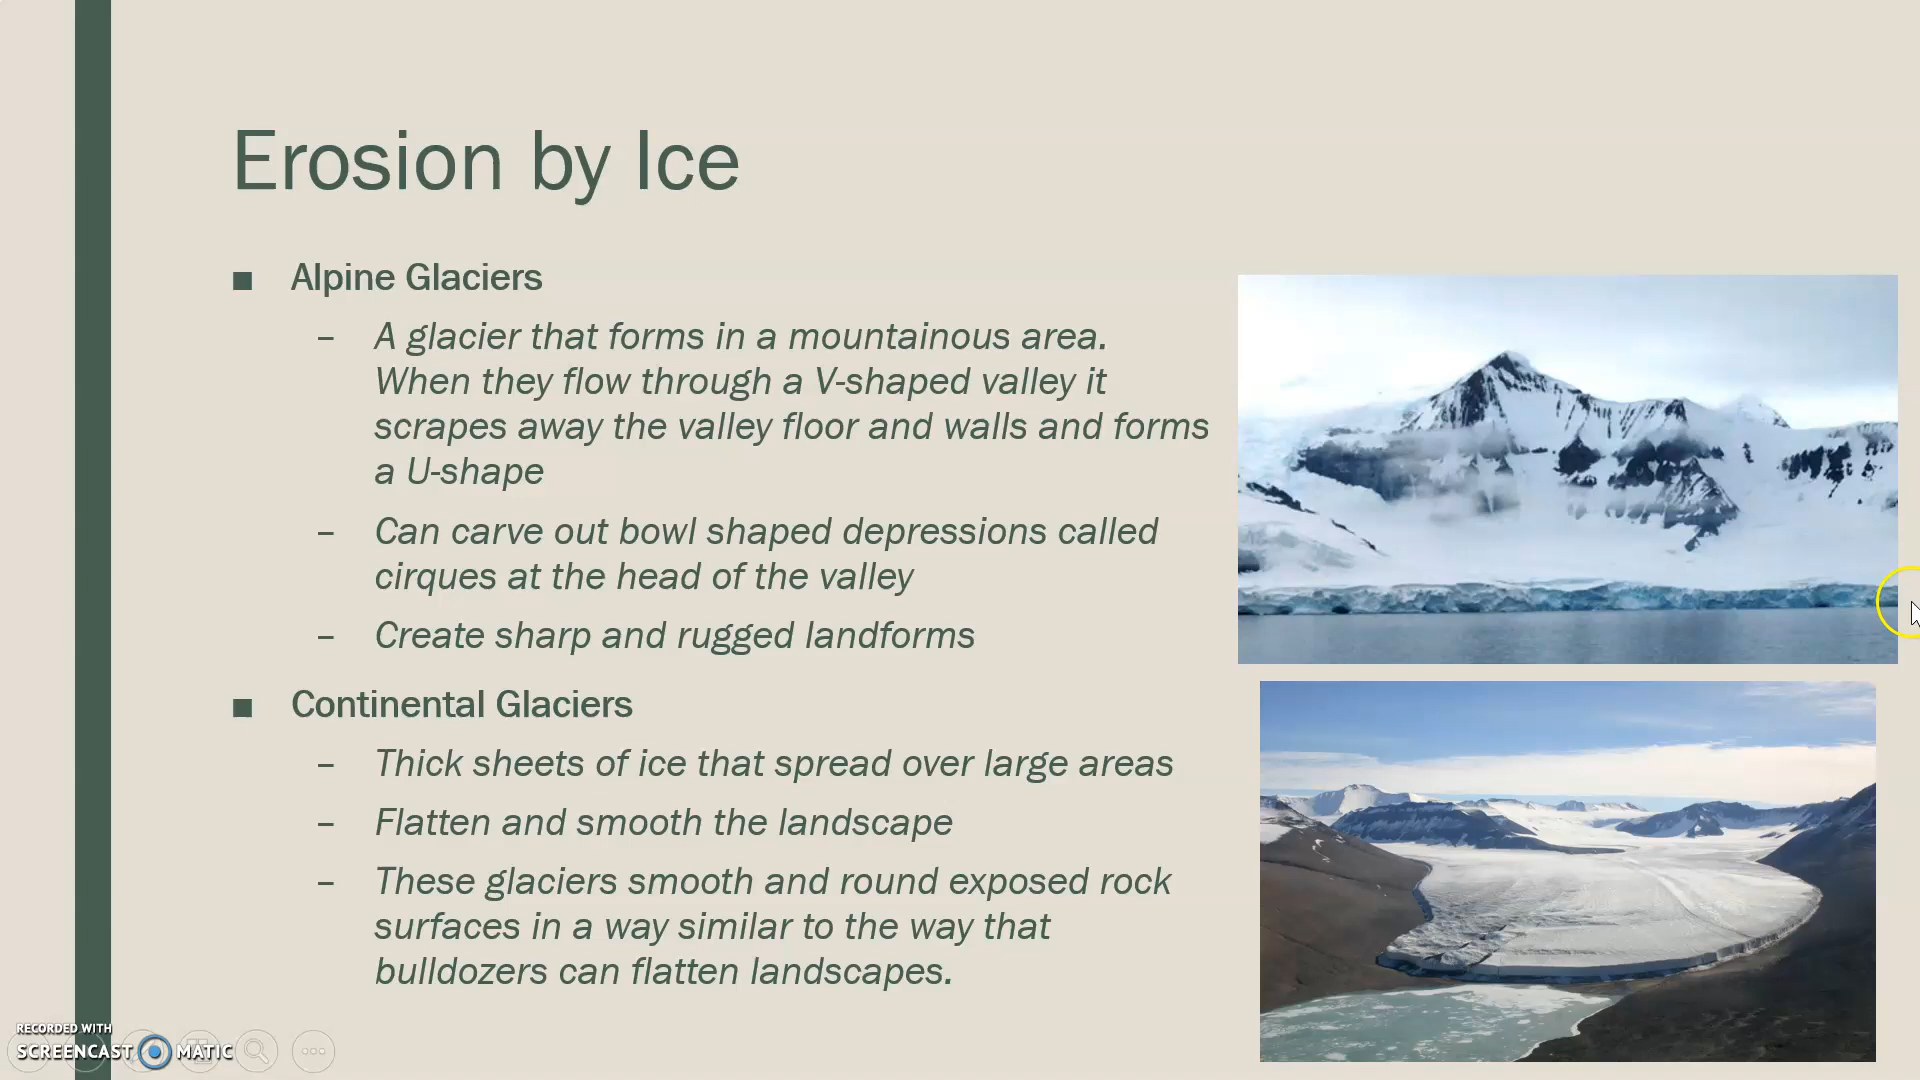 Erosion by Ice
■ Alpine Glaciers
– A glacier that forms in a mountainous area.
When they flow through a V-shaped valley it
scrapes away the valley floor and walls and forms
a U-shape
– Can carve out bowl shaped depressions called
cirques at the head of the valley
– Create sharp and rugged landforms
■ Continental Glaciers
– Thick sheets of ice that spread over large areas
– Flatten and smooth the landscape
– These glaciers smooth and round exposed rock
surfaces in a way similar to the way that
bulldozers can flatten landscapes.
RECORDED WITH
SCREENCAST MATIC